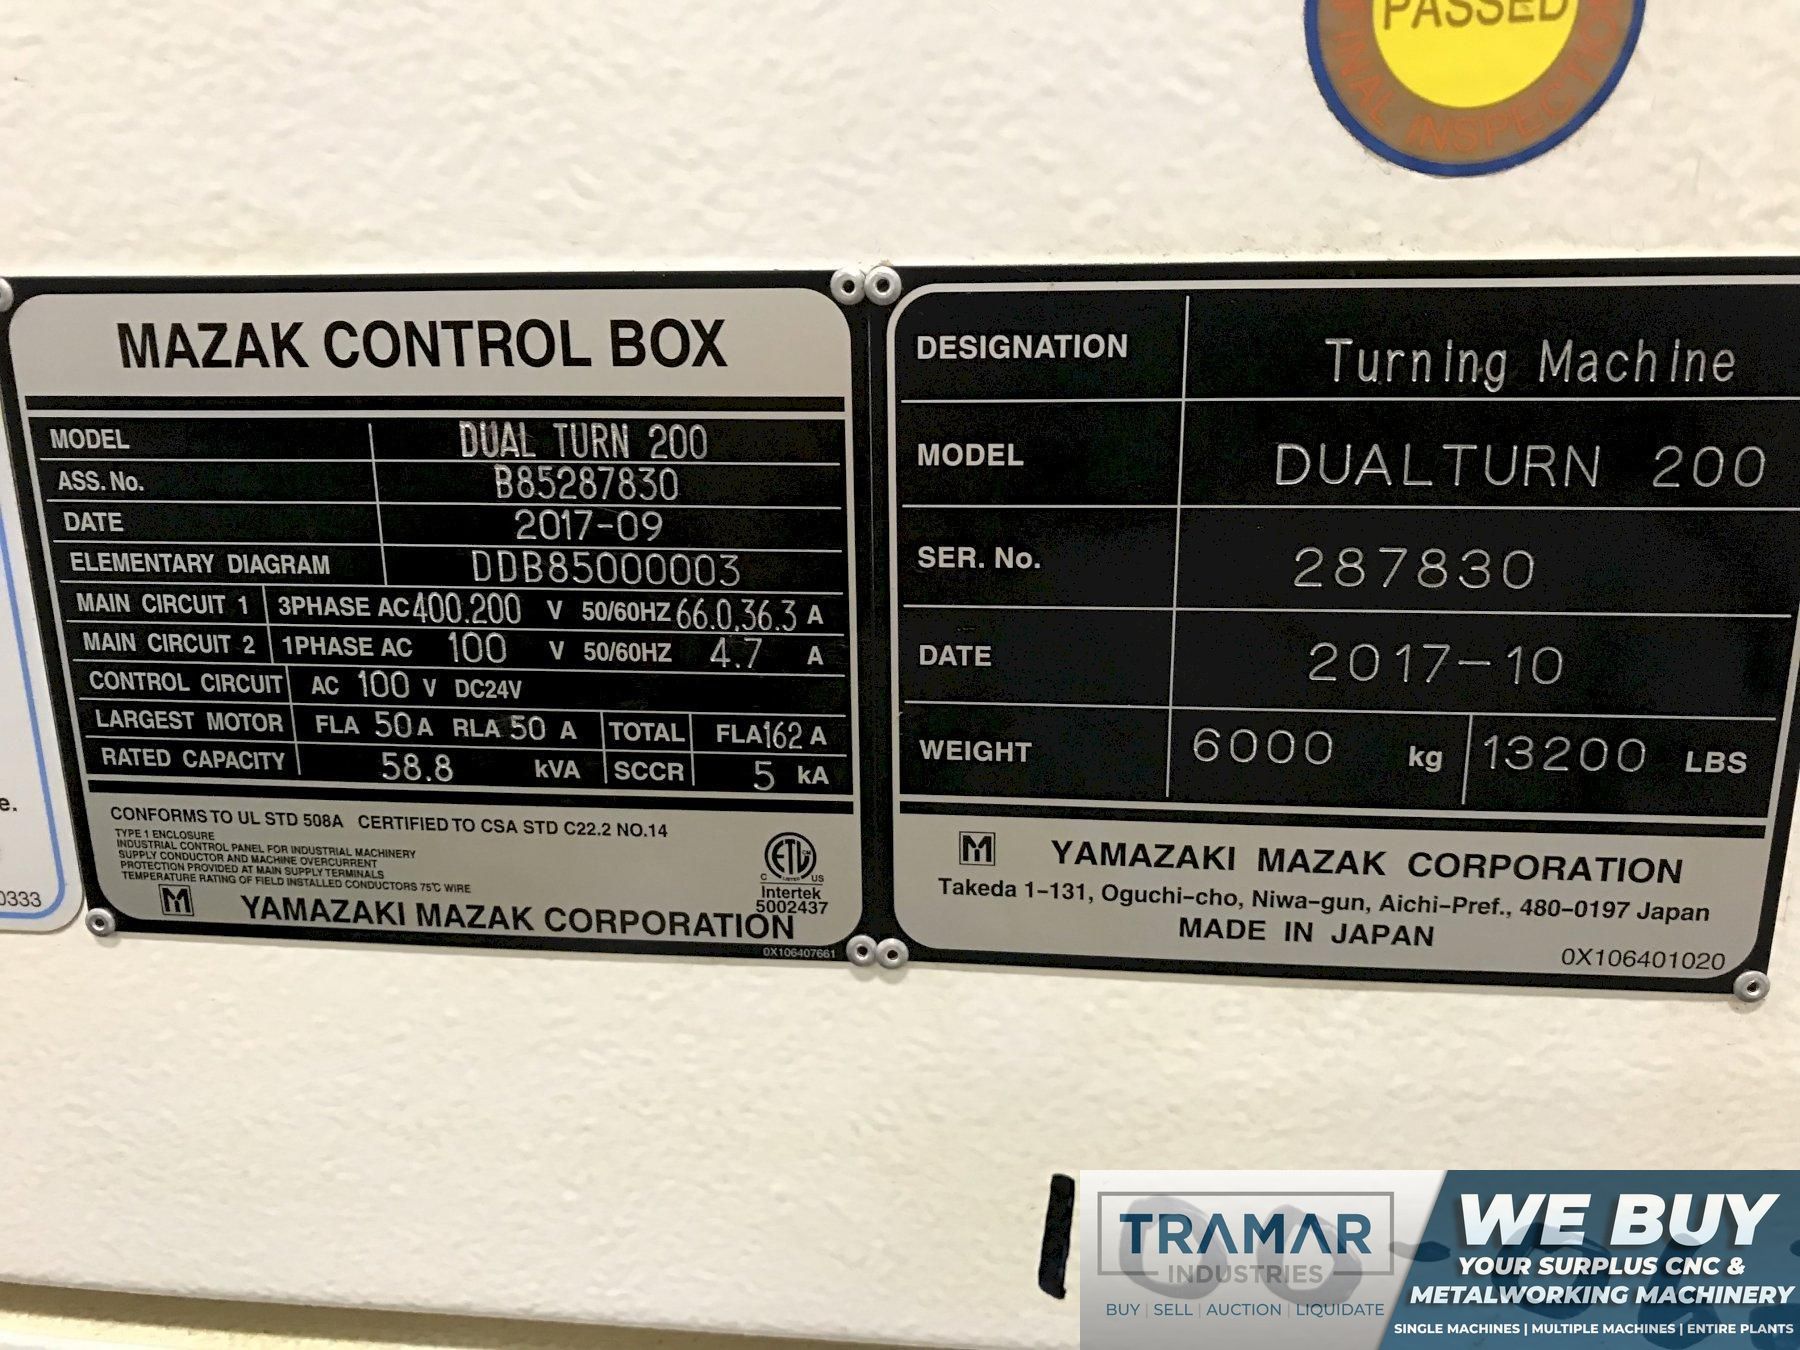 PASSED
FINAL INSPECTION
MAZAK CONTROL BOX
MODEL DUAL TURN 200
ASS. No. B85287830
DATE 2017-09
ELEMENTARY DIAGRAM DDB85000003
MAIN CIRCUIT 1 3PHASE AC 400.200 V 50/60HZ 66.0.36.3 A
MAIN CIRCUIT 2 1PHASE AC 100 V 50/60HZ 4.7 A
CONTROL CIRCUIT AC 100 V DC24V
LARGEST MOTOR FLA 50 A RLA 50 A TOTAL FLA 162 A
RATED CAPACITY 58.8 kVA SCCR 5 kA
CONFORMS TO UL STD 508A CERTIFIED TO CSA STD C22.2 NO.14
TYPE 1 ENCLOSURE
INDUSTRIAL CONTROL PANEL FOR INDUSTRIAL MACHINERY
SUPPLY CONDUCTOR AND MACHINE OVERCURRENT
PROTECTION PROVIDED AT MAIN SUPPLY TERMINALS
TEMPERATURE RATING OF FIELD INSTALLED CONDUCTORS 75℃ WIRE
ETL CM
C LISTED US
Intertek
5002437
YAMAZAKI MAZAK CORPORATION
0X106407661
DESIGNATION Turning Machine
MODEL DUALTURN 200
SER. No. 287830
DATE 2017-10
WEIGHT 6000 kg 13200 LBS
YAMAZAKI MAZAK CORPORATION
Takeda 1-131, Oguchi-cho, Niwa-gun, Aichi-Pref., 480-0197 Japan
MADE IN JAPAN
0X106401020
e.
0333
TRAMAR
INDUSTRIES
BUY | SELL | AUCTION | LIQUIDATE
WE BUY
YOUR SURPLUS CNC &
METALWORKING MACHINERY
SINGLE MACHINES | MULTIPLE MACHINES | ENTIRE PLANTS